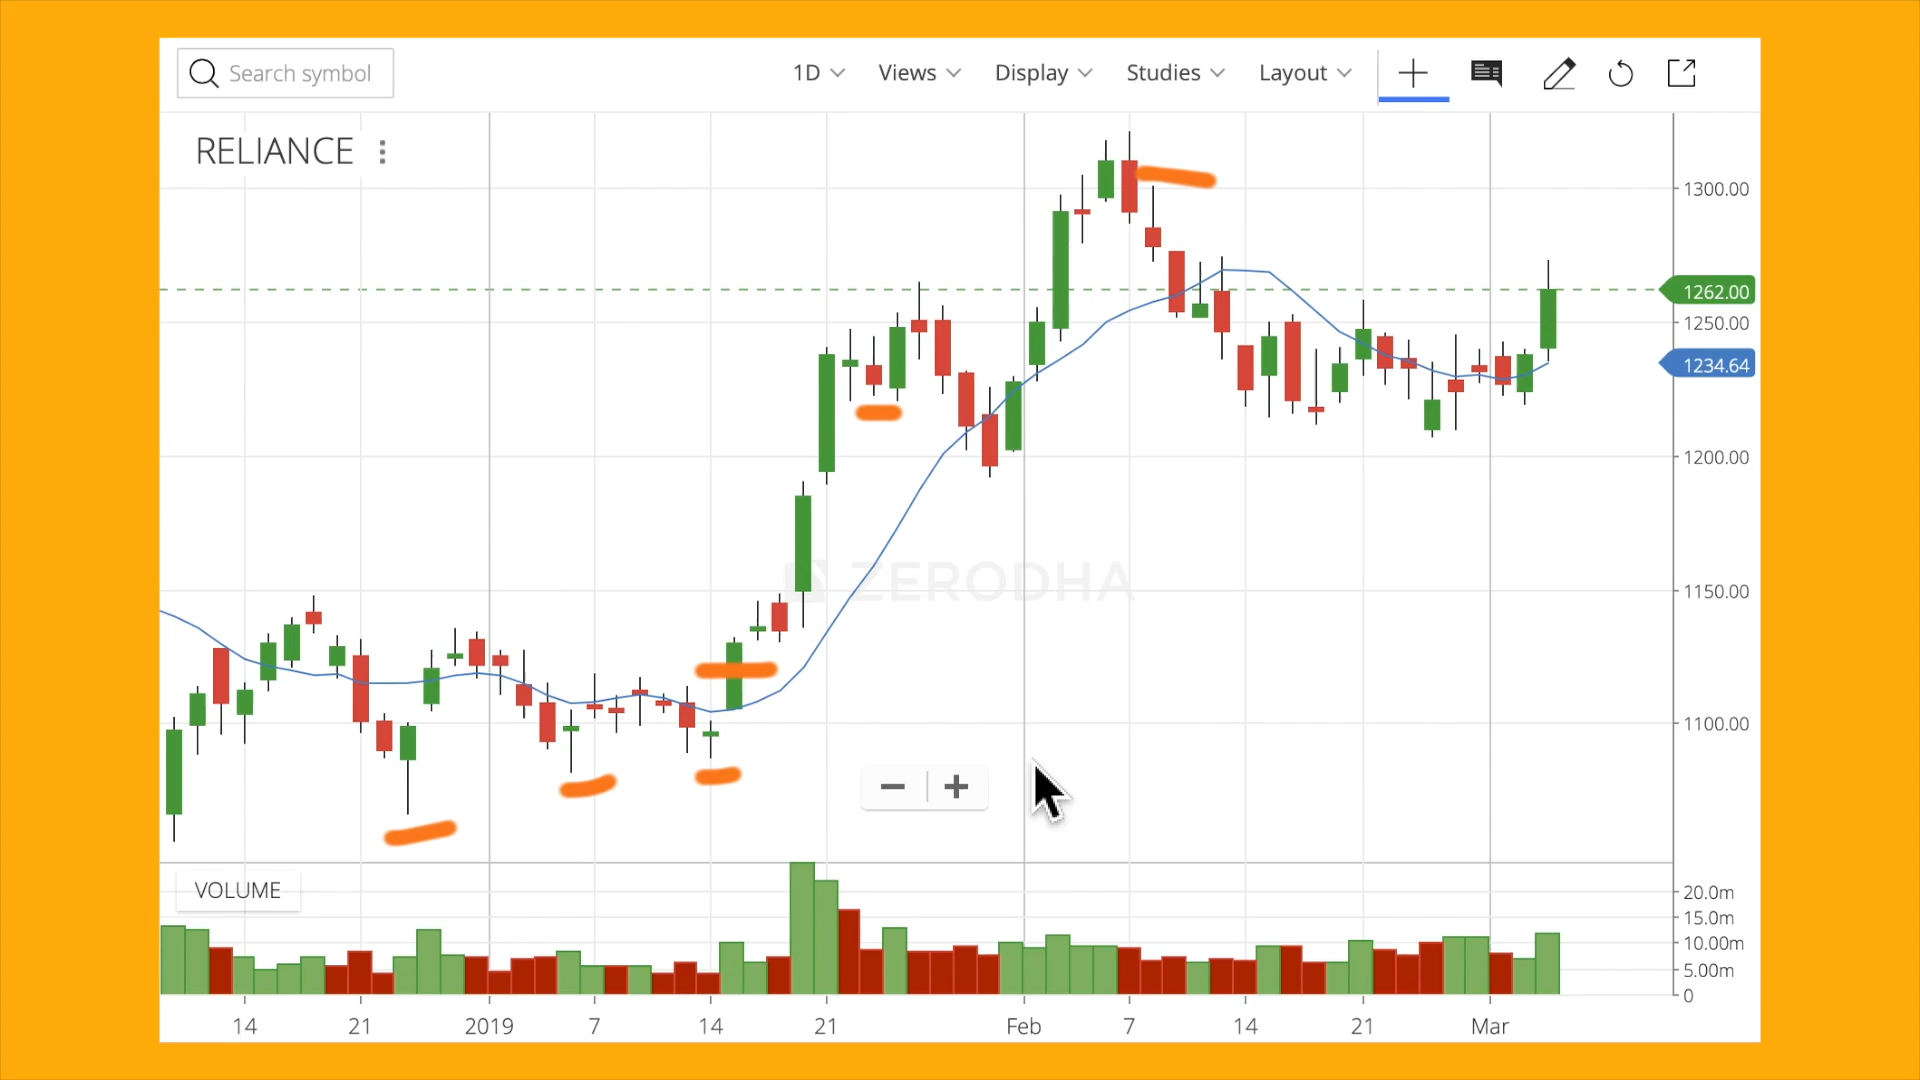 Search symbol
1D Views Display Studies Layout
RELIANCE
1300.00
1262.00
1250.00
1234.64
1200.00
ZERODHA
1150.00
1100.00
VOLUME
20.0m
15.0m
10.00m
5.00m
0
14 21 2019 7 14 21 Feb 7 14 21 Mar